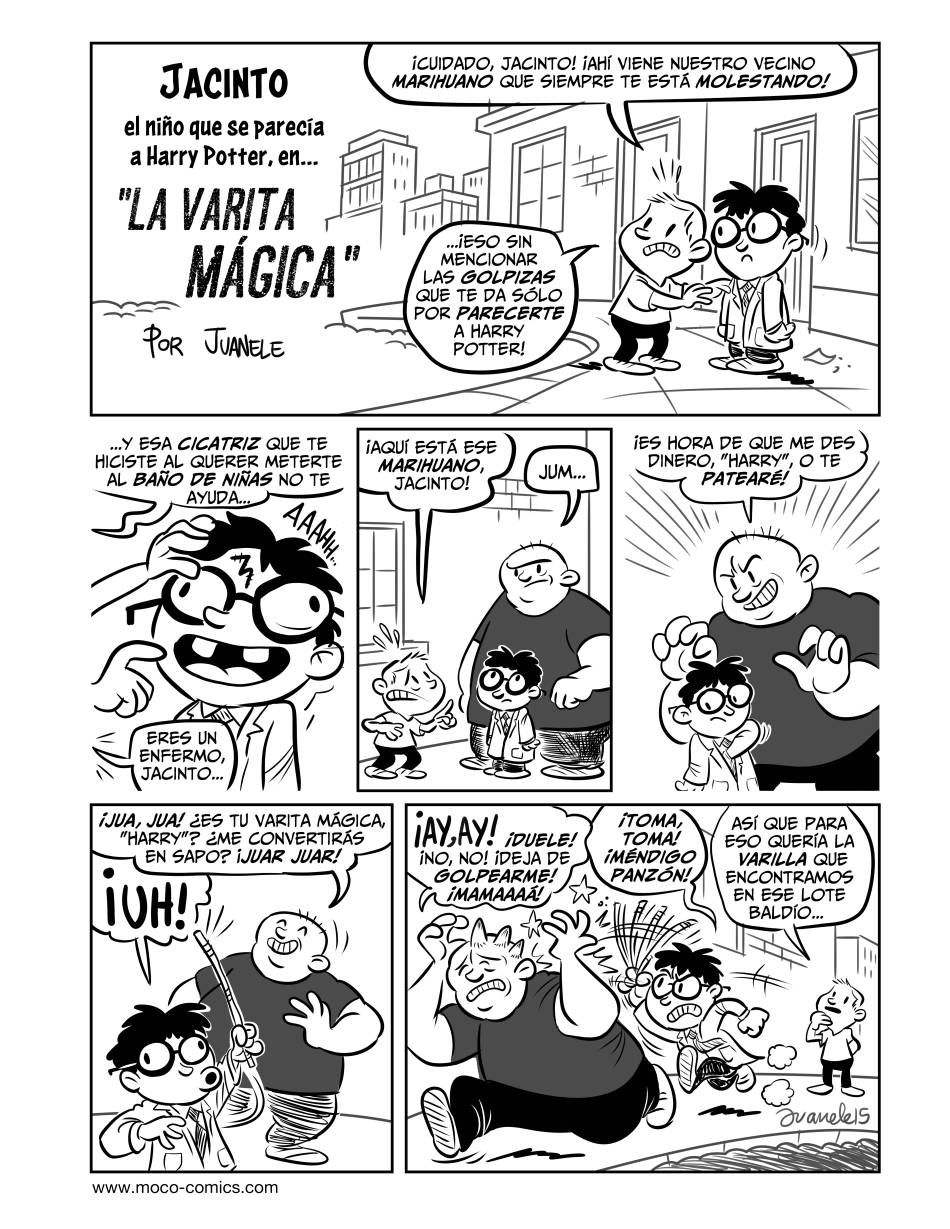 JACINTO
el niño que se parecía
a Harry Potter, en...
"LA VARITA
MÁGICA"
POR JUANELE
¡CUIDADO, JACINTO! ¡AHÍ VIENE NUESTRO VECINO
MARIHUANO QUE SIEMPRE TE ESTÁ MOLESTANDO!
...¡ESO SIN
MENCIONAR
LAS GOLPIZAS
QUE TE DA SÓLO
POR PARECERTE
A HARRY
POTTER!
...Y ESA CICATRIZ QUE TE
HICISTE AL QUERER METERTE
AL BAÑO DE NIÑAS NO TE
AYUDA...
AAAHH...
ERES UN
ENFERMO,
JACINTO...
¡AQUÍ ESTÁ ESE
MARIHUANO,
JACINTO!
JUM...
¡ES HORA DE QUE ME DES
DINERO, "HARRY", O TE
PATEARÉ!
¡JUA, JUA! ¿ES TU VARITA MÁGICA,
"HARRY"? ¿ME CONVERTIRÁS
EN SAPO? ¡JUAR JUAR!
¡UH!
¡AY,AY! ¡DUELE!
¡NO, NO! ¡DEJA DE
GOLPEARME!
¡MAMAAAÁ!
¡TOMA,
TOMA!
¡MÉNDIGO
PANZÓN!
ASÍ QUE PARA
ESO QUERÍA LA
VARILLA QUE
ENCONTRAMOS
EN ESE LOTE
BALDÍO...
Juanele15
www.moco-comics.com